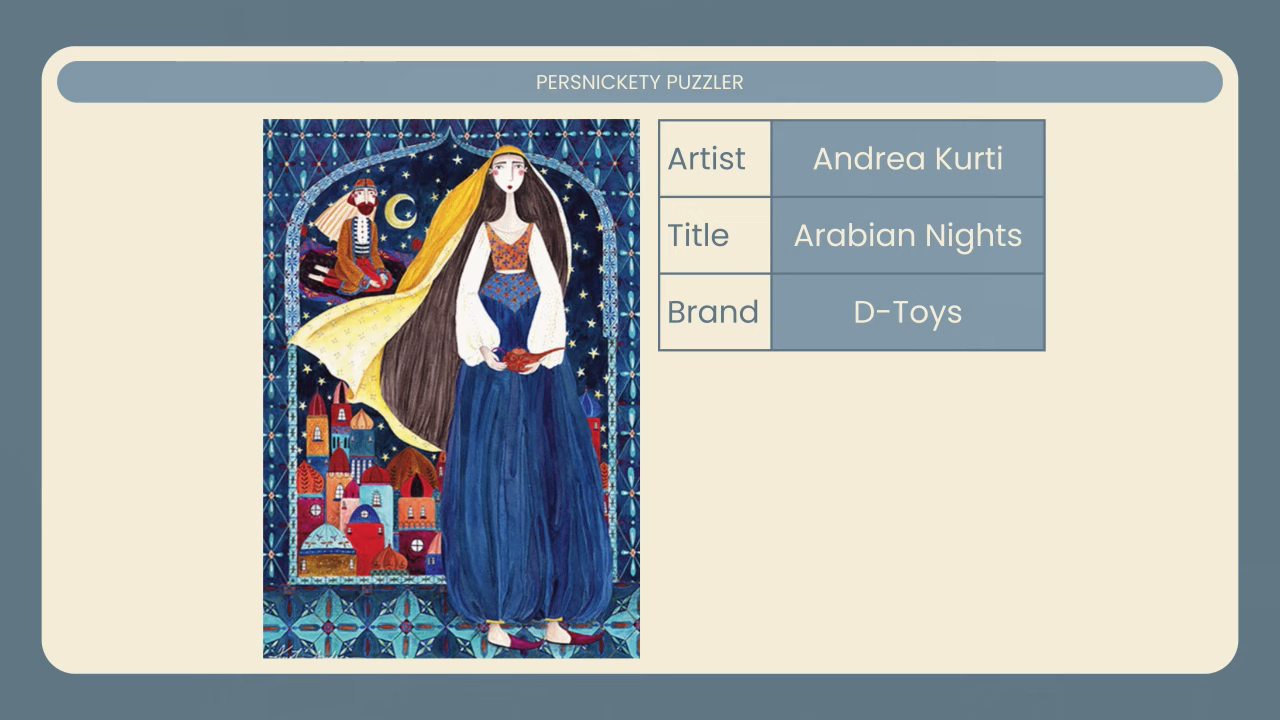 PERSNICKETY PUZZLER
Artist Andrea Kurti
Title Arabian Nights
Brand D-Toys